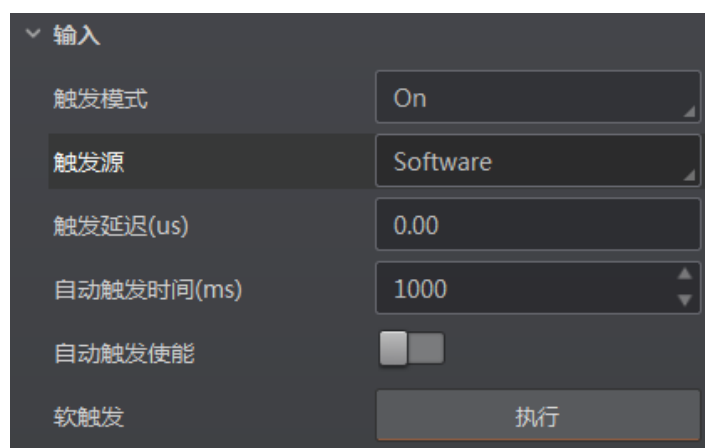 输入
触发模式 On
触发源 Software
触发延迟(us) 0.00
自动触发时间(ms) 1000
自动触发使能
软触发 执行